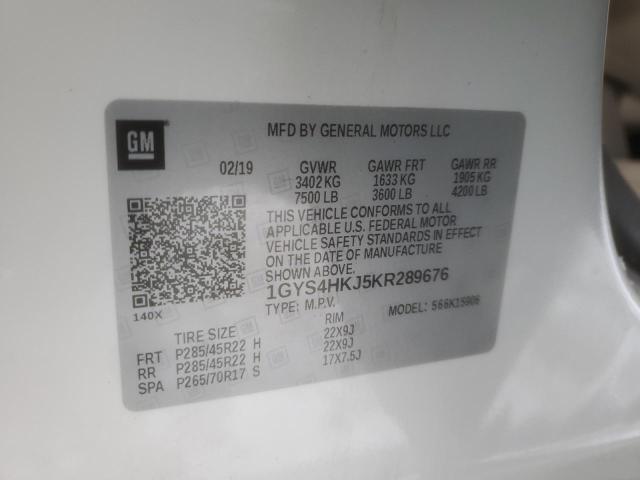 GM
MFD BY GENERAL MOTORS LLC
02/19 GVWR GAWR FRT GAWR RR
3402 KG 1633 KG 1905 KG
7500 LB 3600 LB 4200 LB
THIS VEHICLE CONFORMS TO ALL
APPLICABLE U.S. FEDERAL MOTOR
VEHICLE SAFETY STANDARDS IN EFFECT
ON THE DATE OF MANUFACTURE
SHOWN ABOVE.
140X 1GYS4HKJ5KR289676
TYPE: M.P.V. MODEL: 566K15906
TIRE SIZE RIM
FRT P285/45R22 H 22X9J
RR P285/45R22 H 22X9J
SPA P265/70R17 S 17X7.5J